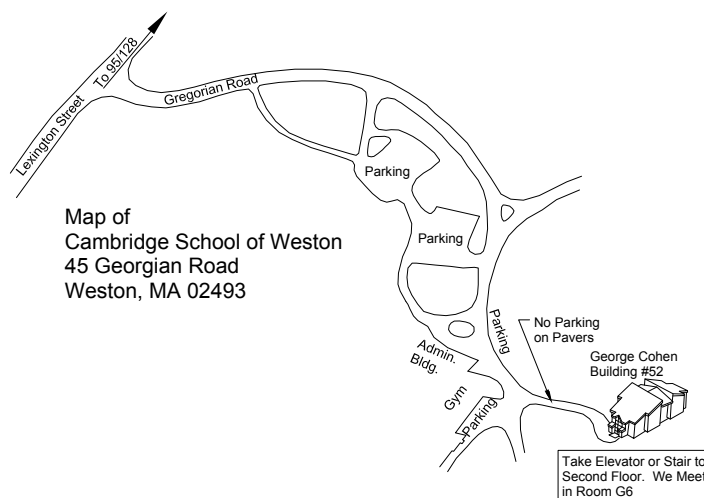 To 95/128
Lexington Street
Gregorian Road
Parking
Map of
Cambridge School of Weston
45 Georgian Road
Weston, MA 02493
Parking
Parking
No Parking
on Pavers
Admin.
Bldg.
George Cohen
Building #52
Gym
Parking
Take Elevator or Stair to
Second Floor. We Meet
in Room G6